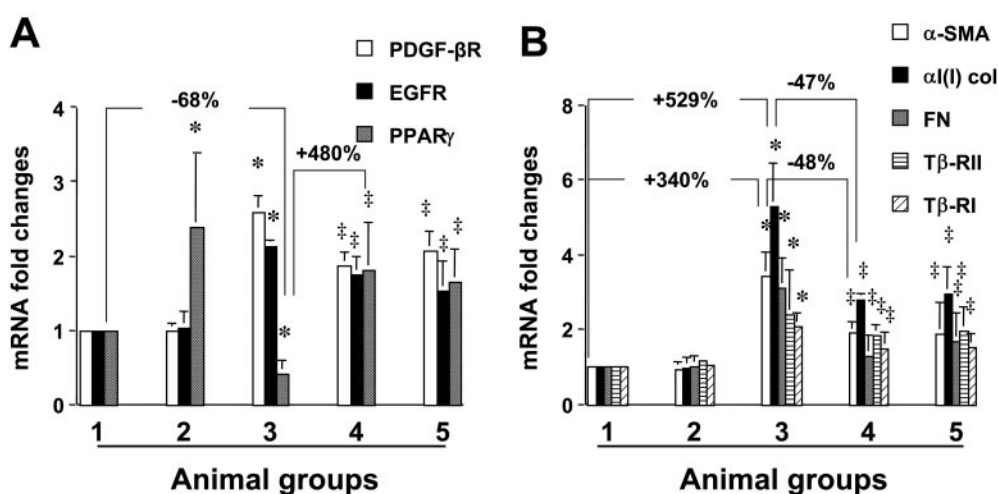 A
PDGF-βR
EGFR
PPARγ
mRNA fold changes
4
3
2
1
0
-68%
+480%
*
*
*
*
‡
‡
‡
‡
‡
‡
1 2 3 4 5
Animal groups
B
α-SMA
αI(I) col
FN
Tβ-RII
Tβ-RI
mRNA fold changes
8
6
4
2
0
+529%
-47%
+340%
-48%
*
*
*
*
*
‡
‡
‡
‡
‡
‡
‡
‡
‡
‡
1 2 3 4 5
Animal groups